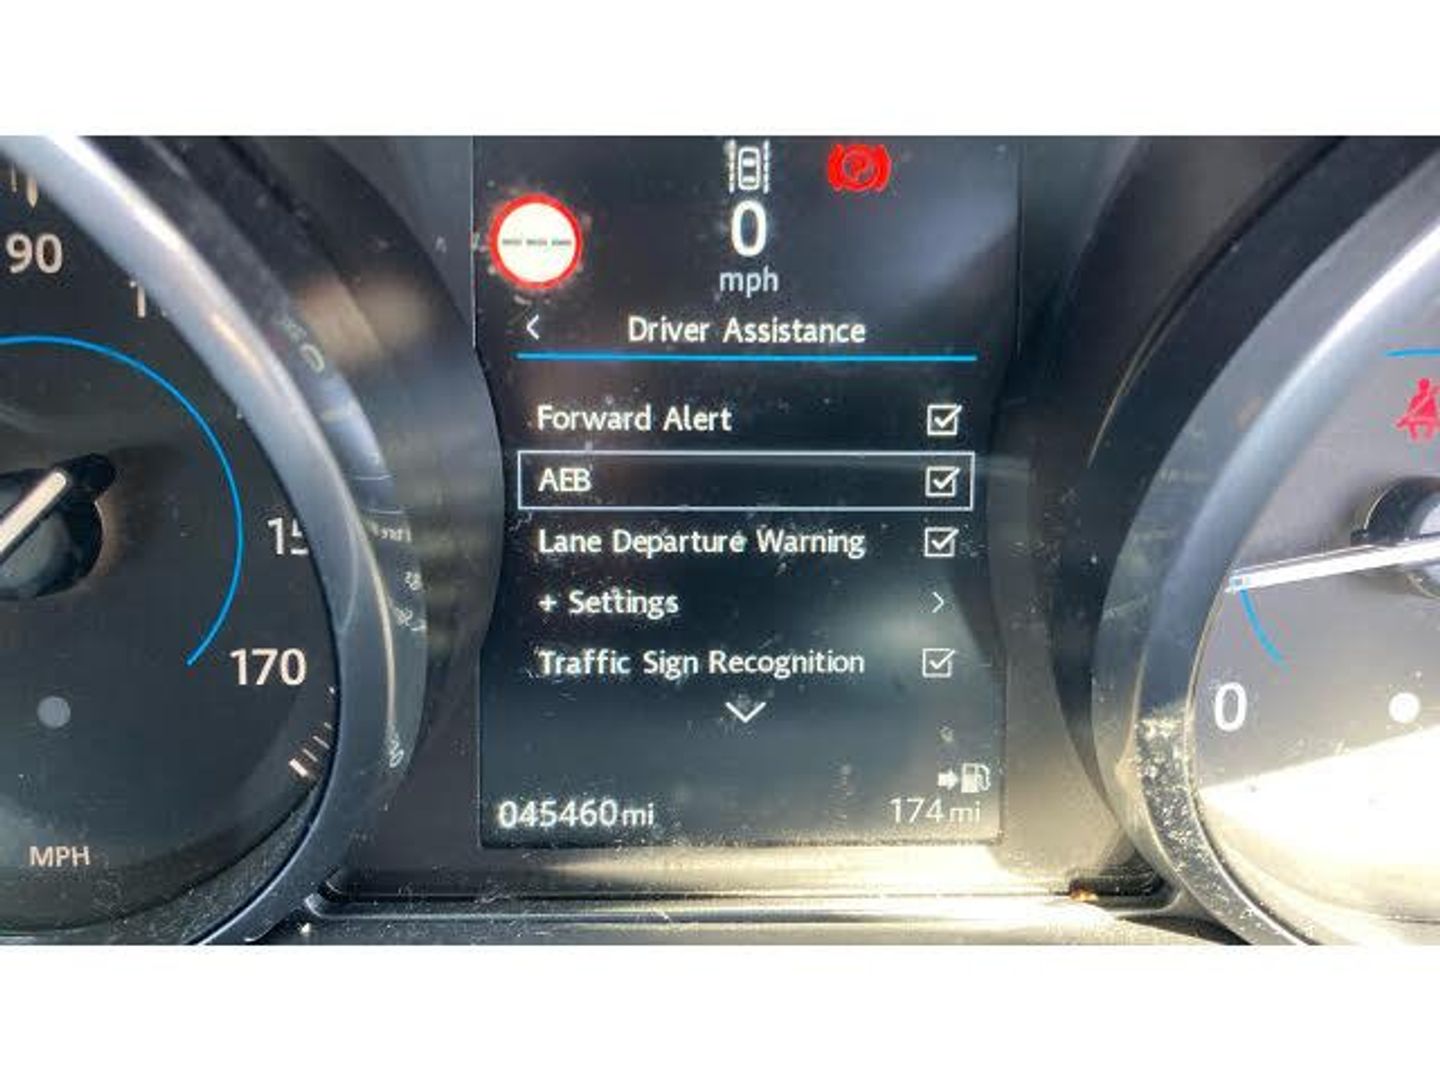 0
mph
90
Driver Assistance
Forward Alert
AEB
Lane Departure Warning
+ Settings
Traffic Sign Recognition
170
0
045460mi
174mi
MPH